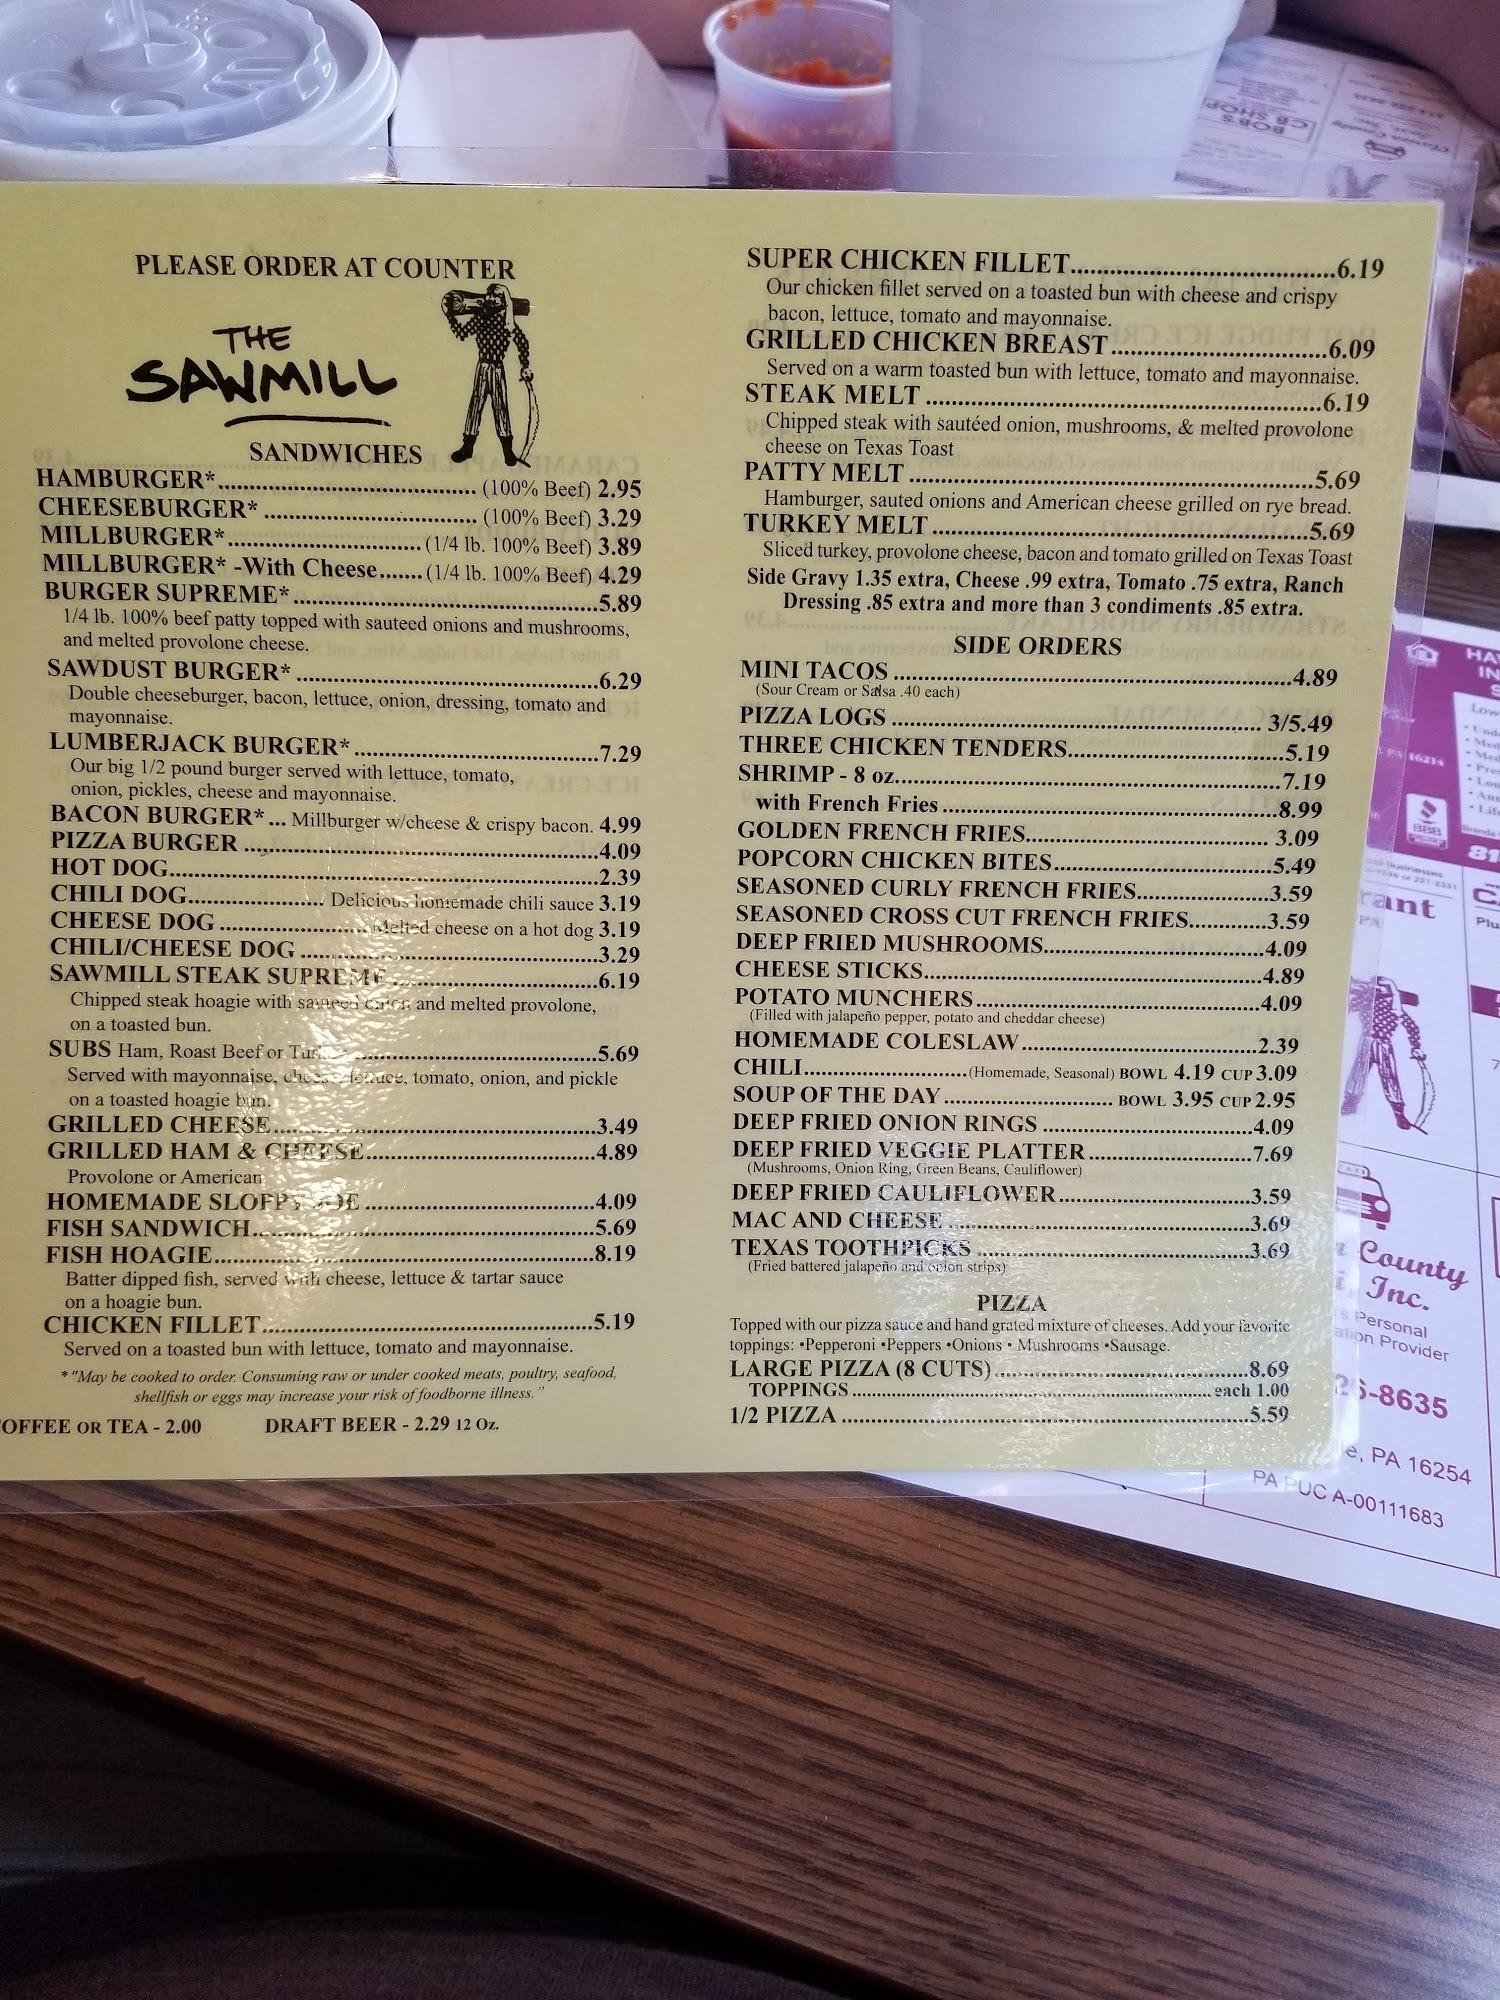 PLEASE ORDER AT COUNTER
THE
SAWMILL
SANDWICHES
HAMBURGER*.......... (100% Beef) 2.95
CHEESEBURGER* .......... (100% Beef) 3.29
MILLBURGER*.......... (1/4 lb. 100% Beef) 3.89
MILLBURGER* -With Cheese....... (1/4 lb. 100% Beef) 4.29
BURGER SUPREME* ..........5.89
1/4 lb. 100% beef patty topped with sauteed onions and mushrooms,
and melted provolone cheese.
SAWDUST BURGER* ..........6.29
Double cheeseburger, bacon, lettuce, onion, dressing, tomato and
mayonnaise.
LUMBERJACK BURGER* ..........7.29
Our big 1/2 pound burger served with lettuce, tomato,
onion, pickles, cheese and mayonnaise.
BACON BURGER* ... Millburger w/cheese & crispy bacon. 4.99
PIZZA BURGER ..........4.09
HOT DOG..........2.39
CHILI DOG.......... Delicious homemade chili sauce 3.19
CHEESE DOG .......... Melted cheese on a hot dog 3.19
CHILI/CHEESE DOG ..........3.29
SAWMILL STEAK SUPREME..........6.19
Chipped steak hoagie with sauteed onion and melted provolone,
on a toasted bun.
SUBS Ham, Roast Beef or ..........5.69
Served with mayonnaise, cheese, lettuce, tomato, onion, and pickle
on a toasted hoagie bun.
GRILLED CHEESE..........3.49
GRILLED HAM & CHEESE..........4.89
Provolone or American
HOMEMADE SLOPPY JOE ..........4.09
FISH SANDWICH..........5.69
FISH HOAGIE..........8.19
Batter dipped fish, served with cheese, lettuce & tartar sauce
on a hoagie bun.
CHICKEN FILLET..........5.19
Served on a toasted bun with lettuce, tomato and mayonnaise.
* "May be cooked to order. Consuming raw or under cooked meats, poultry, seafood,
shellfish or eggs may increase your risk of foodborne illness."
OFFEE OR TEA - 2.00 DRAFT BEER - 2.29 12 Oz.
SUPER CHICKEN FILLET..........6.19
Our chicken fillet served on a toasted bun with cheese and crispy
bacon, lettuce, tomato and mayonnaise.
GRILLED CHICKEN BREAST..........6.09
Served on a warm toasted bun with lettuce, tomato and mayonnaise.
STEAK MELT ..........6.19
Chipped steak with sautéed onion, mushrooms, & melted provolone
cheese on Texas Toast
PATTY MELT ..........5.69
Hamburger, sauted onions and American cheese grilled on rye bread.
TURKEY MELT ..........5.69
Sliced turkey, provolone cheese, bacon and tomato grilled on Texas Toast
Side Gravy 1.35 extra, Cheese .99 extra, Tomato .75 extra, Ranch
Dressing .85 extra and more than 3 condiments .85 extra.
SIDE ORDERS
MINI TACOS ..........4.89
(Sour Cream or Salsa .40 each)
PIZZA LOGS .......... 3/5.49
THREE CHICKEN TENDERS..........5.19
SHRIMP - 8 oz...........7.19
with French Fries ..........8.99
GOLDEN FRENCH FRIES.......... 3.09
POPCORN CHICKEN BITES..........5.49
SEASONED CURLY FRENCH FRIES..........3.59
SEASONED CROSS CUT FRENCH FRIES..........3.59
DEEP FRIED MUSHROOMS..........4.09
CHEESE STICKS..........4.89
POTATO MUNCHERS..........4.09
(Filled with jalapeño pepper, potato and cheddar cheese)
HOMEMADE COLESLAW..........2.39
CHILI..........(Homemade, Seasonal) BOWL 4.19 CUP 3.09
SOUP OF THE DAY.......... BOWL 3.95 CUP 2.95
DEEP FRIED ONION RINGS ..........4.09
DEEP FRIED VEGGIE PLATTER..........7.69
(Mushrooms, Onion Ring, Green Beans, Cauliflower)
DEEP FRIED CAULIFLOWER..........3.59
MAC AND CHEESE ..........3.69
TEXAS TOOTHPICKS ..........3.69
(Fried battered jalapeño and onion strips)
PIZZA
Topped with our pizza sauce and hand grated mixture of cheeses. Add your favorite
toppings: •Pepperoni •Peppers •Onions • Mushrooms •Sausage.
LARGE PIZZA (8 CUTS)..........8.69
TOPPINGS ..........each 1.00
1/2 PIZZA ..........5.59
BOB'S
CB SHOP
PA 16214
BBB
rant
PA
TAXI
County
Inc.
Personal
Provider
6-8635
e, PA 16254
PA PUC A-00111683